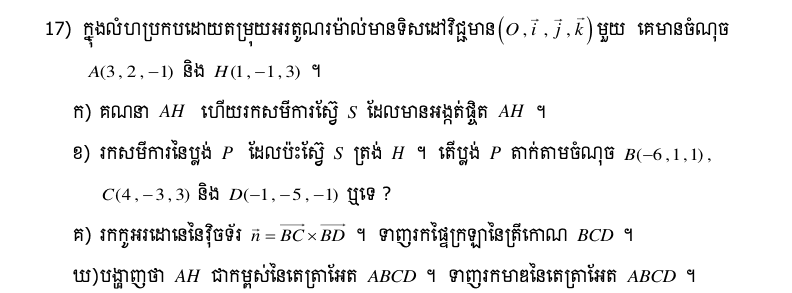 17) ក្នុងលំហប្រកបដោយតម្រុយអរតូណរម៉ាល់មានទិសដៅវិជ្ជមាន (O, i⃗, j⃗, k⃗) មួយ គេមានចំណុច
A(3, 2, −1) និង H(1, −1, 3) ។
ក) គណនា AH ហើយរកសមីការស្វ៊ែ S ដែលមានអង្កត់ផ្ចិត AH ។
ខ) រកសមីការនៃប្លង់ P ដែលប៉ះស្វ៊ែ S ត្រង់ H ។ តើប្លង់ P តាក់តាមចំណុច B(−6, 1, 1),
C(4, −3, 3) និង D(−1, −5, −1) ឬទេ ?
គ) រកកូអរដោនេនៃវ៉ិចទ័រ n⃗ = BC⃗ × BD⃗ ។ ទាញរកផ្ទៃក្រឡានៃត្រីកោណ BCD ។
ឃ)បង្ហាញថា AH ជាកម្ពស់នៃតេត្រាអែត ABCD ។ ទាញរកមាឌនៃតេត្រាអែត ABCD ។